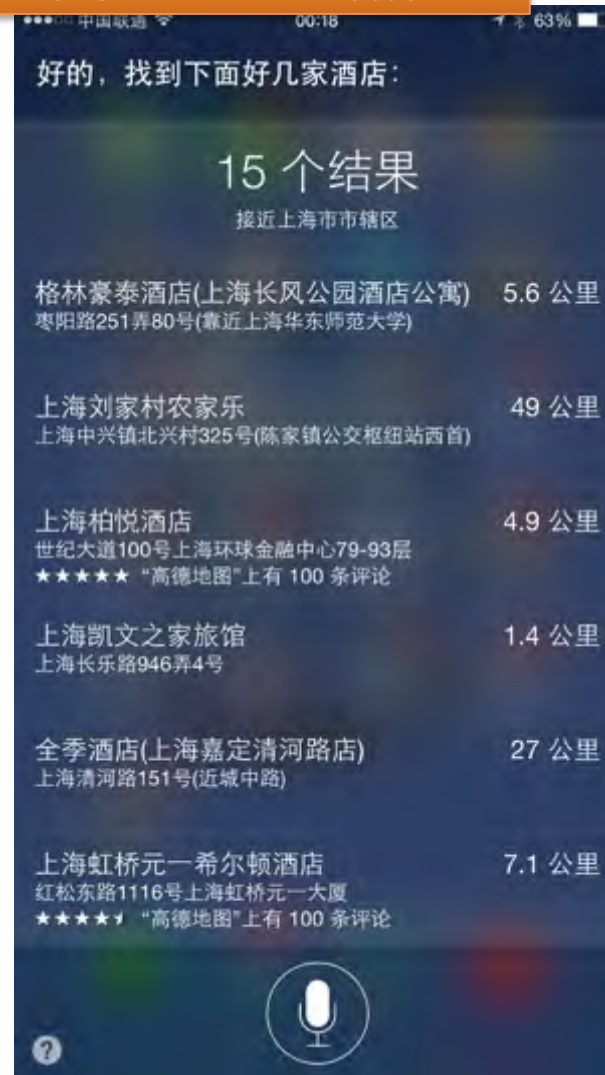 中国联通 00:18 63%
好的，找到下面好几家酒店：
15 个结果
接近上海市市辖区
格林豪泰酒店(上海长风公园酒店公寓) 5.6 公里
枣阳路251弄80号(靠近上海华东师范大学)
上海刘家村农家乐 49 公里
上海中兴镇北兴村325号(陈家镇公交枢纽站西首)
上海柏悦酒店 4.9 公里
世纪大道100号上海环球金融中心79-93层
★★★★★ “高德地图”上有 100 条评论
上海凯文之家旅馆 1.4 公里
上海长乐路946弄4号
全季酒店(上海嘉定清河路店) 27 公里
上海清河路151号(近城中路)
上海虹桥元一希尔顿酒店 7.1 公里
红松东路1116号上海虹桥元一大厦
★★★★ “高德地图”上有 100 条评论
?